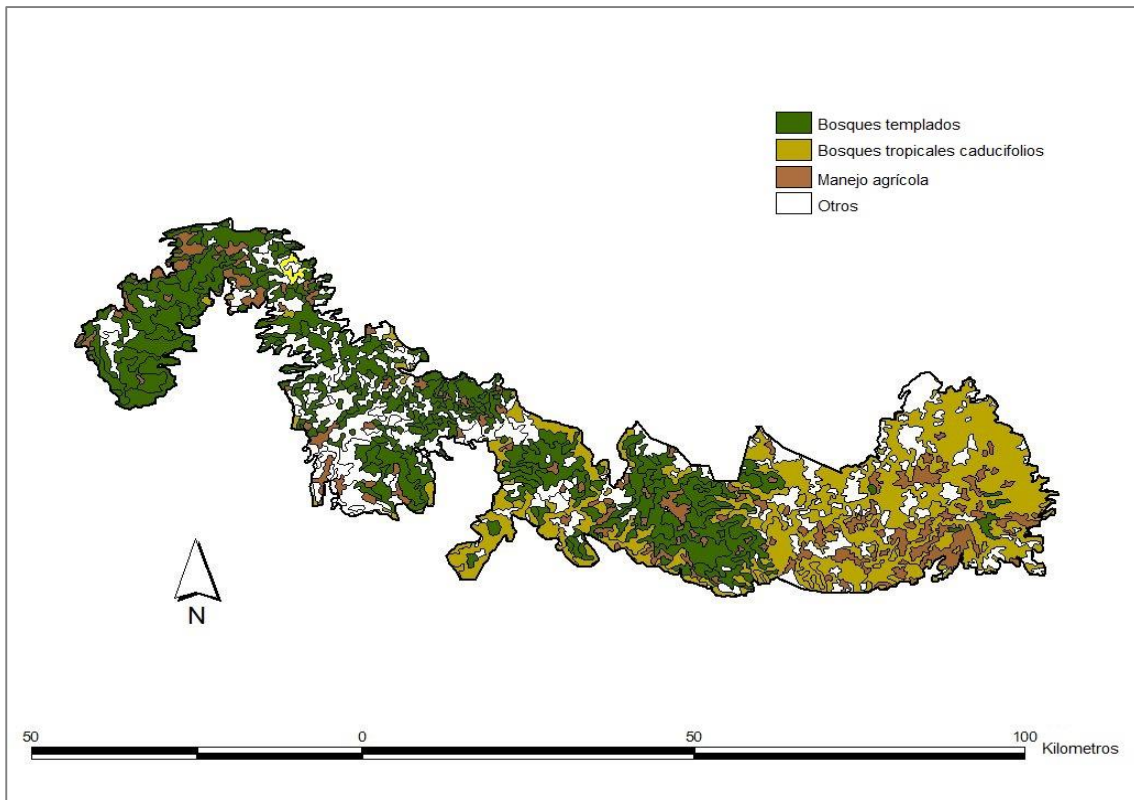 Bosques templados
Bosques tropicales caducifolios
Manejo agrícola
Otros
N
50 0 50 100 Kilometros